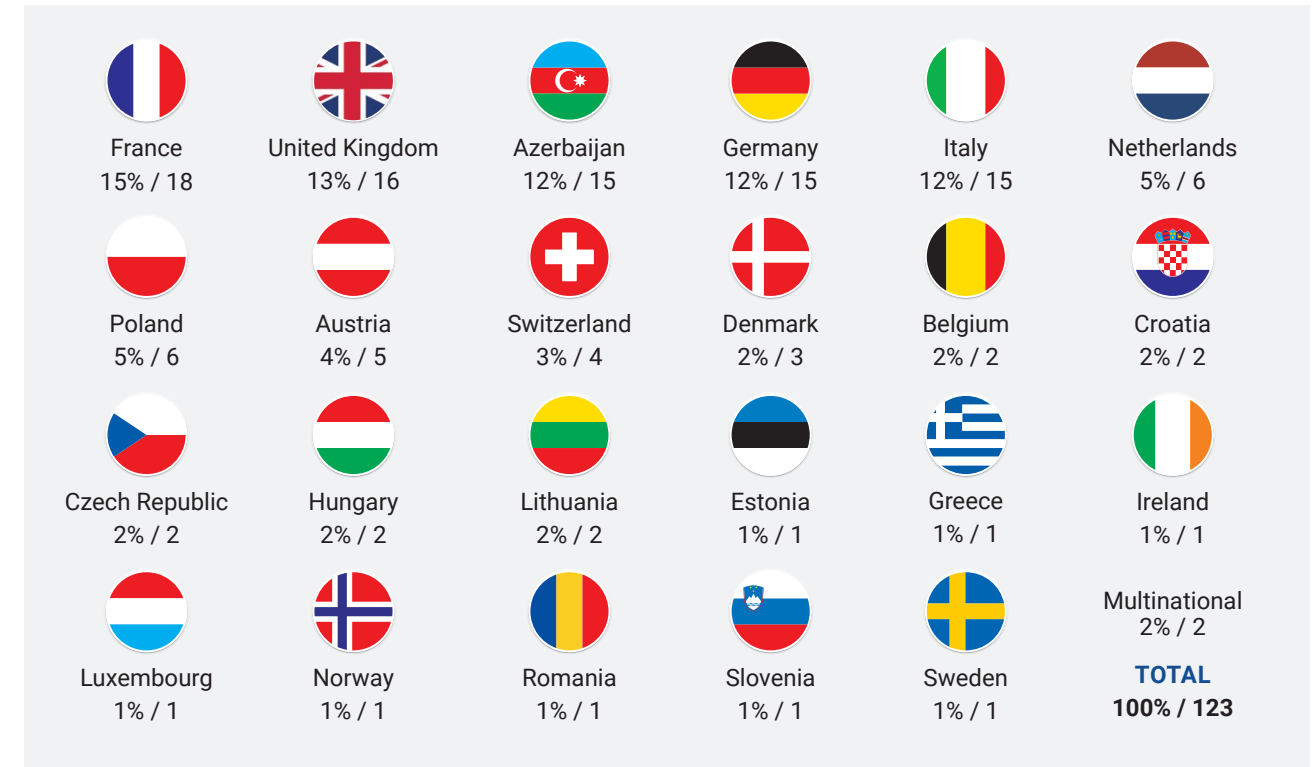 France
15% / 18
United Kingdom
13% / 16
Azerbaijan
12% / 15
Germany
12% / 15
Italy
12% / 15
Netherlands
5% / 6
Poland
5% / 6
Austria
4% / 5
Switzerland
3% / 4
Denmark
2% / 3
Belgium
2% / 2
Croatia
2% / 2
Czech Republic
2% / 2
Hungary
2% / 2
Lithuania
2% / 2
Estonia
1% / 1
Greece
1% / 1
Ireland
1% / 1
Luxembourg
1% / 1
Norway
1% / 1
Romania
1% / 1
Slovenia
1% / 1
Sweden
1% / 1
Multinational
2% / 2
TOTAL
100% / 123